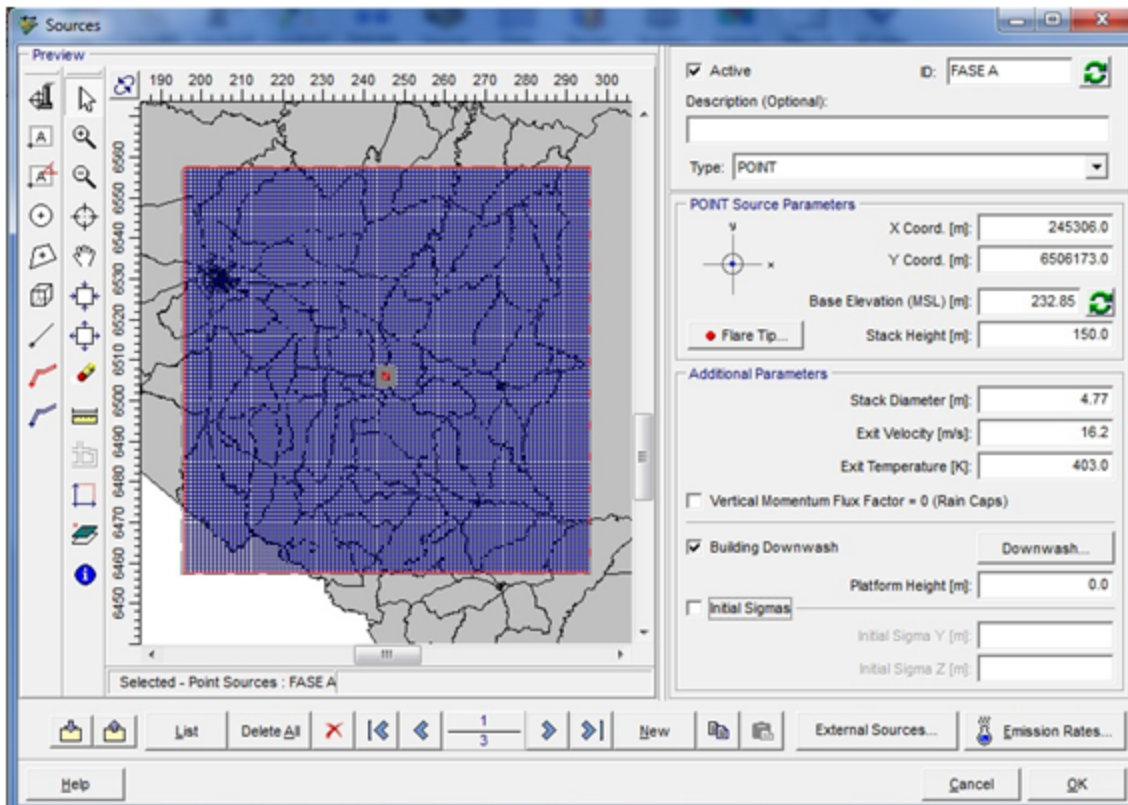 Sources
Preview
190 200 210 220 230 240 250 260 270 280 290 300
6560
6550
6540
6530
6520
6510
6500
6490
6480
6470
6460
6450
A
A
Selected - Point Sources : FASE A
Active
ID: FASE A
Description (Optional):
Type: POINT
POINT Source Parameters
y
x
X Coord. [m]: 245306.0
Y Coord. [m]: 6506173.0
Base Elevation (MSL) [m]: 232.85
Flare Tip... Stack Height [m]: 150.0
Additional Parameters
Stack Diameter [m]: 4.77
Exit Velocity [m/s]: 16.2
Exit Temperature [K]: 403.0
Vertical Momentum Flux Factor = 0 (Rain Caps)
Building Downwash Downwash...
Platform Height [m]: 0.0
Initial Sigmas
Initial Sigma Y [m]:
Initial Sigma Z [m]:
List Delete All 1 New External Sources... Emission Rates...
3
Help Cancel OK